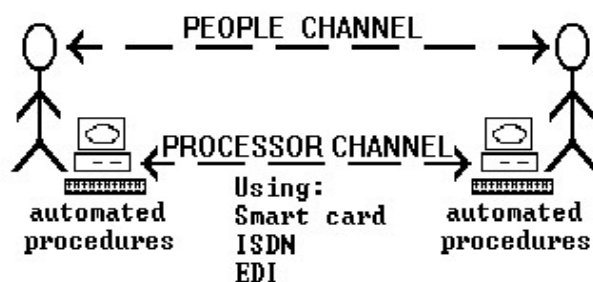 PEOPLE CHANNEL
PROCESSOR CHANNEL
Using:
Smart card
ISDN
EDI
automated
procedures
automated
procedures